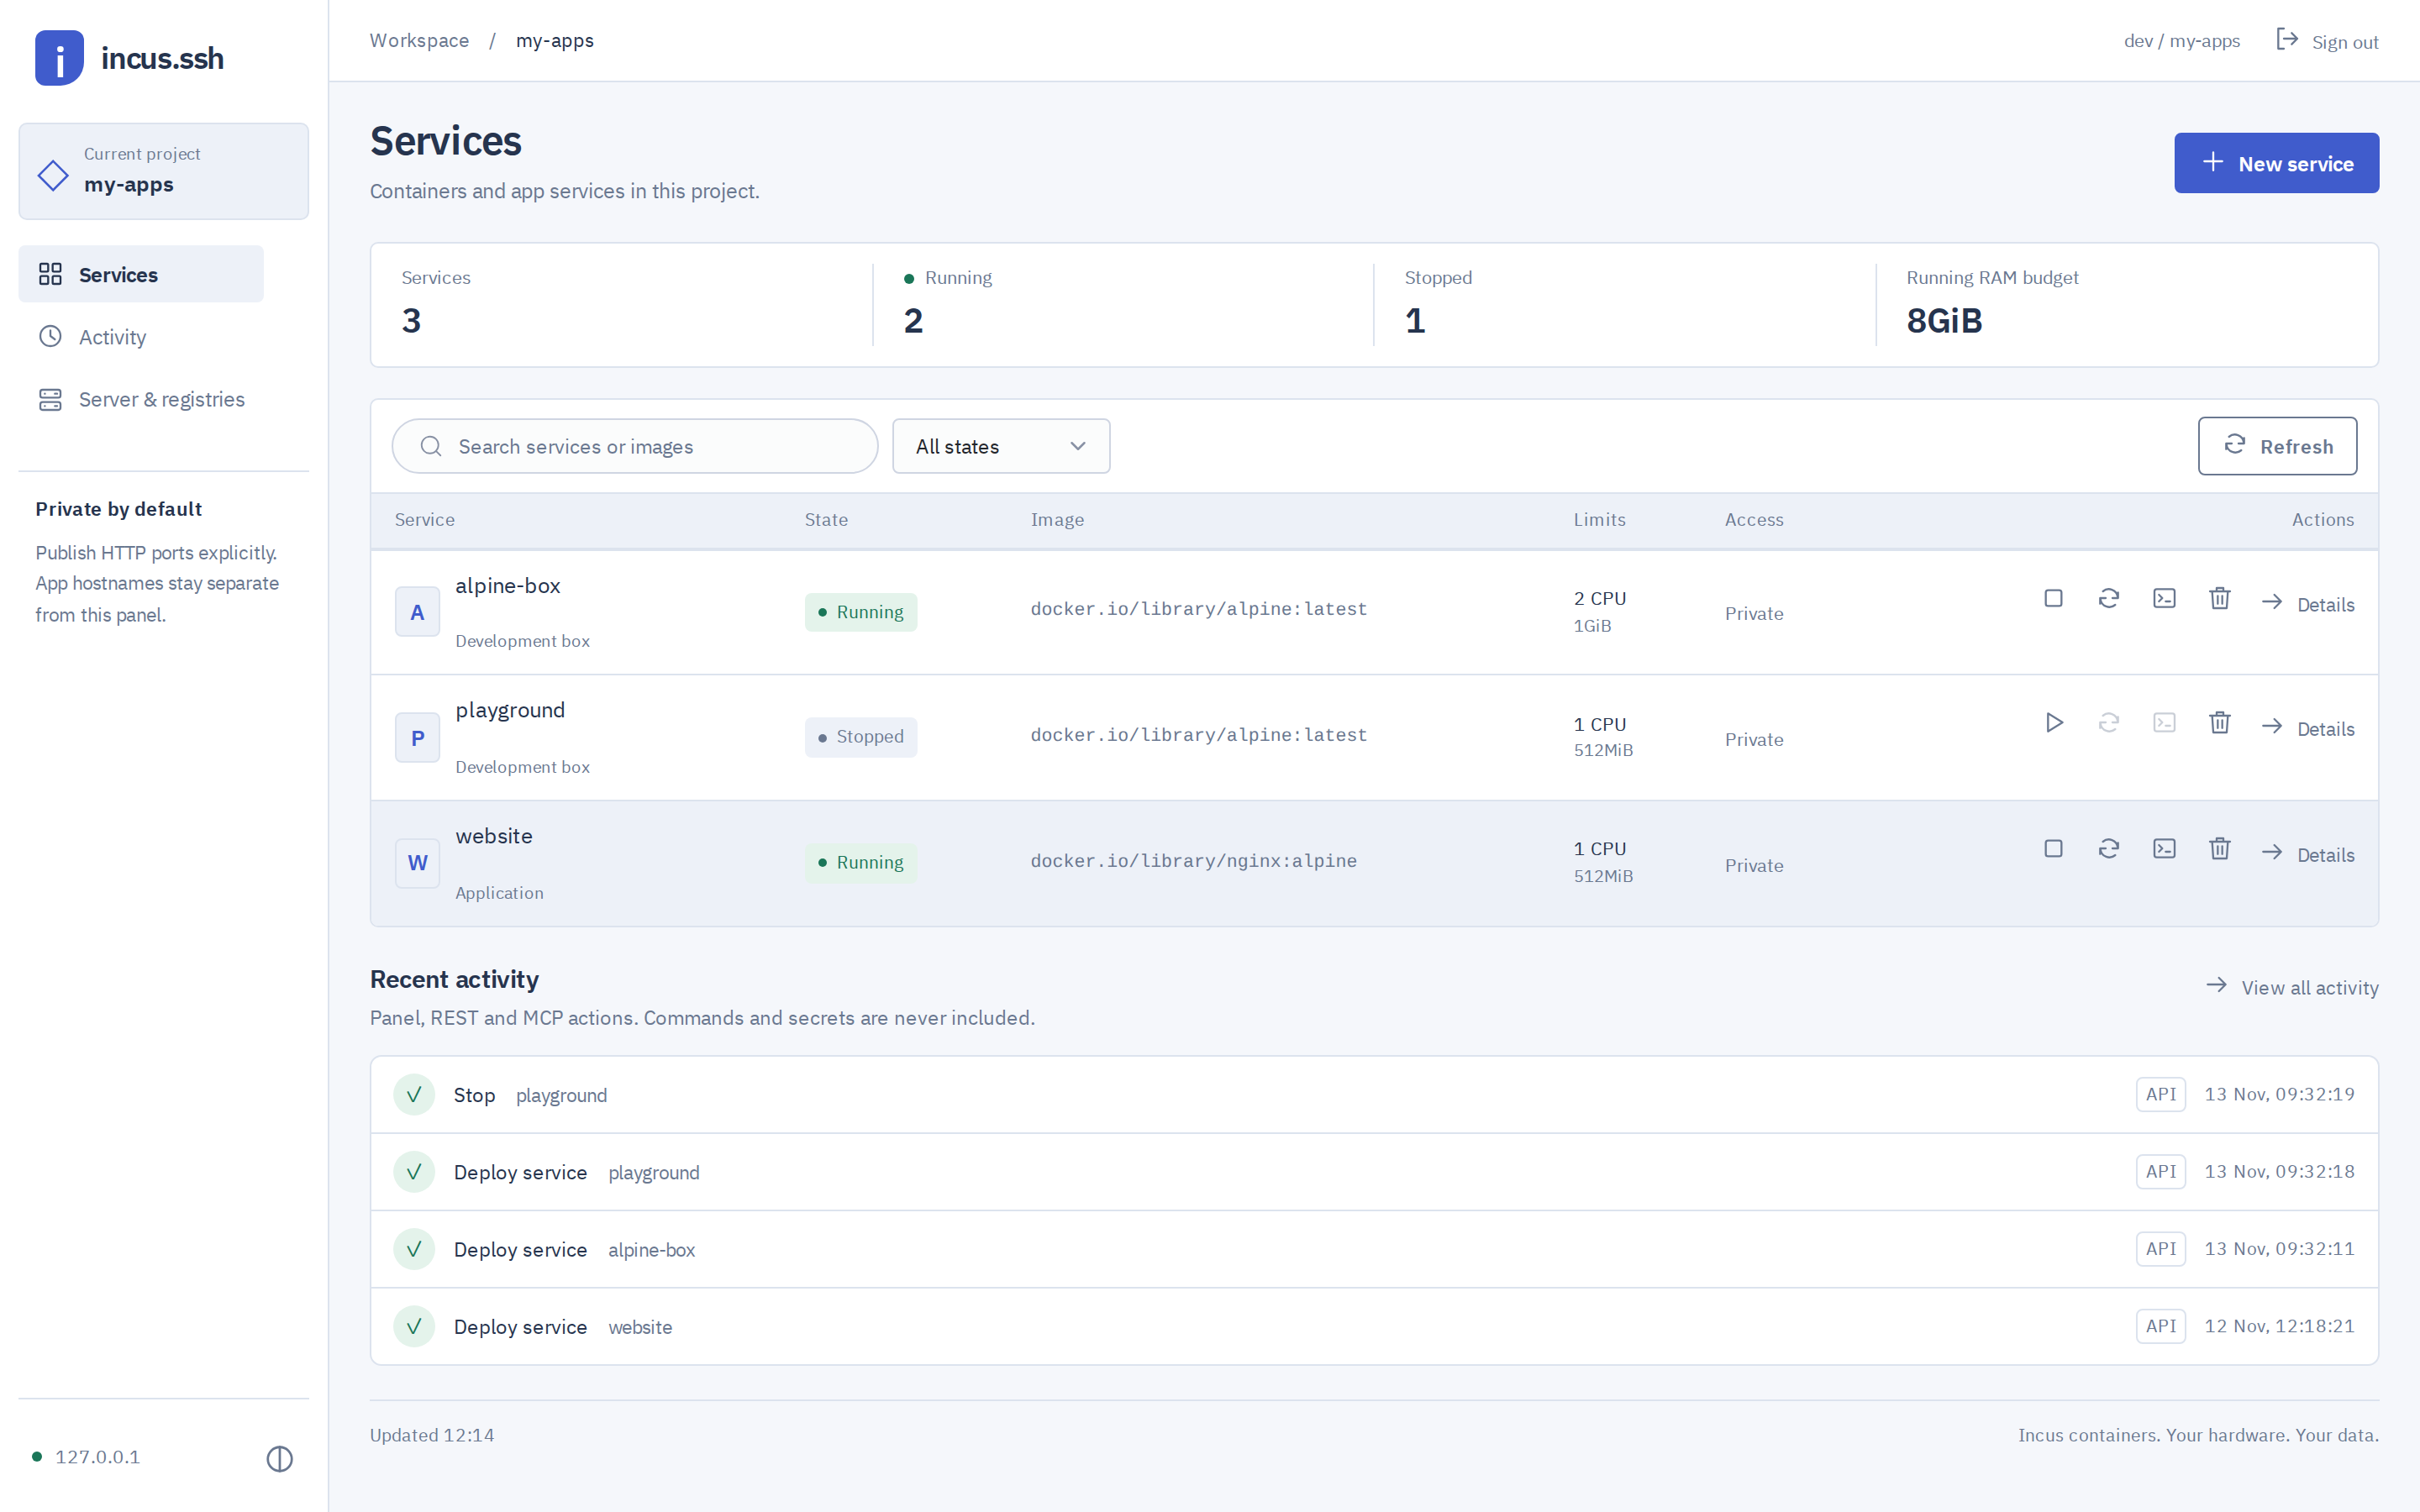 incus.ssh
Current project
my-apps
Services
Activity
Server & registries
Private by default
Publish HTTP ports explicitly.
App hostnames stay separate
from this panel.
127.0.0.1
Workspace / my-apps
dev / my-apps
Sign out
Services
Containers and app services in this project.
New service
Services
3
Running
2
Stopped
1
Running RAM budget
8GiB
Search services or images
All states
Refresh
Service State Image Limits Access Actions
A
alpine-box
Development box
Running
docker.io/library/alpine:latest
2 CPU
1GiB
Private
Details
P
playground
Development box
Stopped
docker.io/library/alpine:latest
1 CPU
512MiB
Private
Details
W
website
Application
Running
docker.io/library/nginx:alpine
1 CPU
512MiB
Private
Details
Recent activity
Panel, REST and MCP actions. Commands and secrets are never included.
View all activity
Stop playground API 13 Nov, 09:32:19
Deploy service playground API 13 Nov, 09:32:18
Deploy service alpine-box API 13 Nov, 09:32:11
Deploy service website API 12 Nov, 12:18:21
Updated 12:14
Incus containers. Your hardware. Your data.